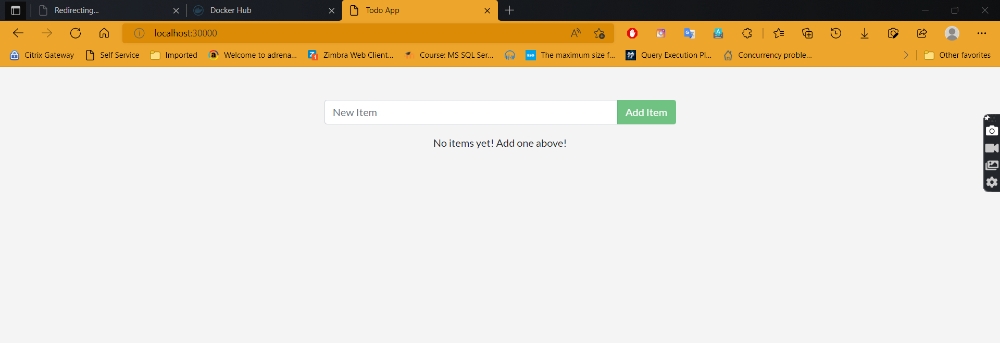 Redirecting...
Docker Hub
Todo App
localhost:30000
Citrix Gateway
Self Service
Imported
Welcome to adrena...
Zimbra Web Client...
Course: MS SQL Ser...
The maximum size f...
Query Execution Pl...
Concurrency proble...
Other favorites
New Item
Add Item
No items yet! Add one above!